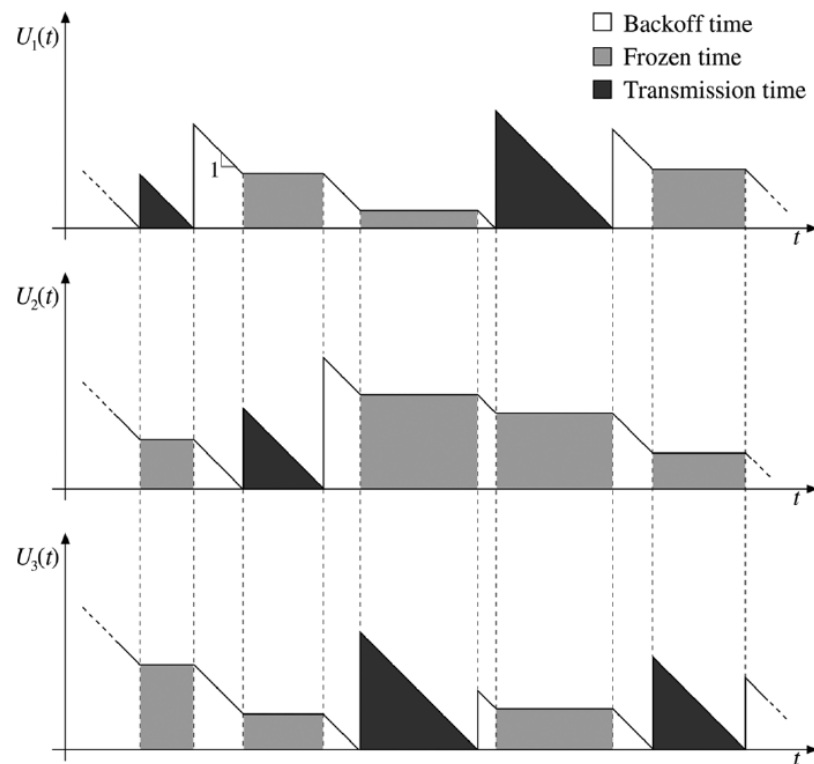 U₁(t)
Backoff time
Frozen time
Transmission time
1
t
U₂(t)
t
U₃(t)
t